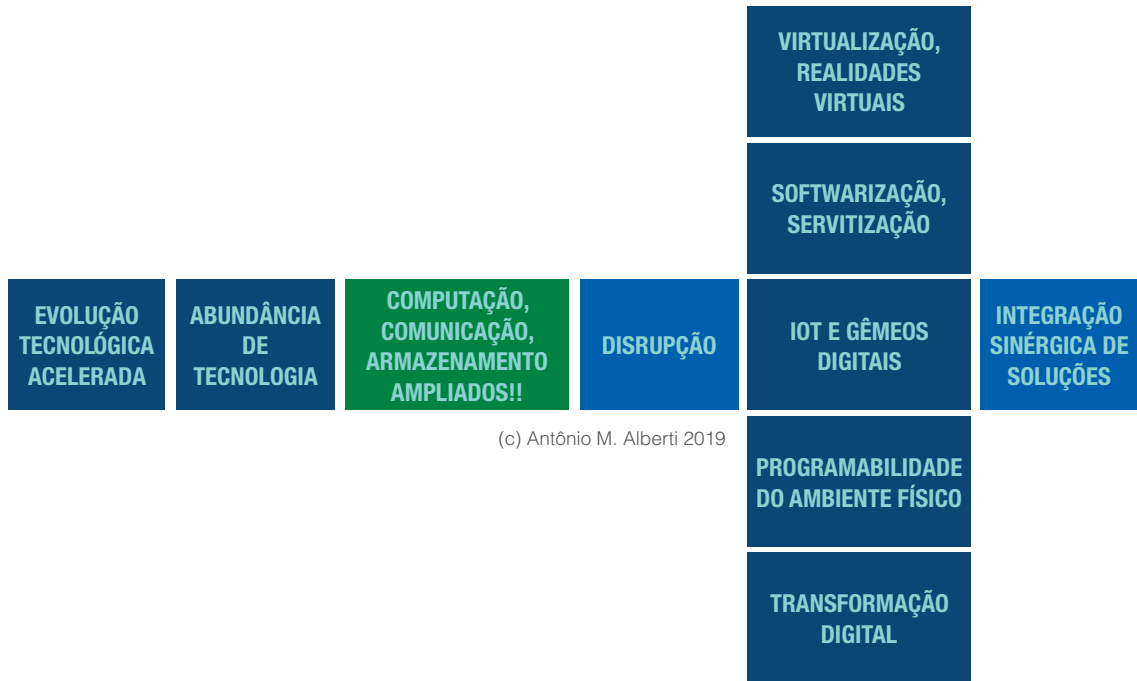 VIRTUALIZAÇÃO,
REALIDADES
VIRTUAIS
SOFTWARIZAÇÃO,
SERVITIZAÇÃO
EVOLUÇÃO
TECNOLÓGICA
ACELERADA
ABUNDÂNCIA
DE
TECNOLOGIA
COMPUTAÇÃO,
COMUNICAÇÃO,
ARMAZENAMENTO
AMPLIADOS!!
DISRUPÇÃO
IOT E GÊMEOS
DIGITAIS
INTEGRAÇÃO
SINÉRGICA DE
SOLUÇÕES
(c) Antônio M. Alberti 2019
PROGRAMABILIDADE
DO AMBIENTE FÍSICO
TRANSFORMAÇÃO
DIGITAL